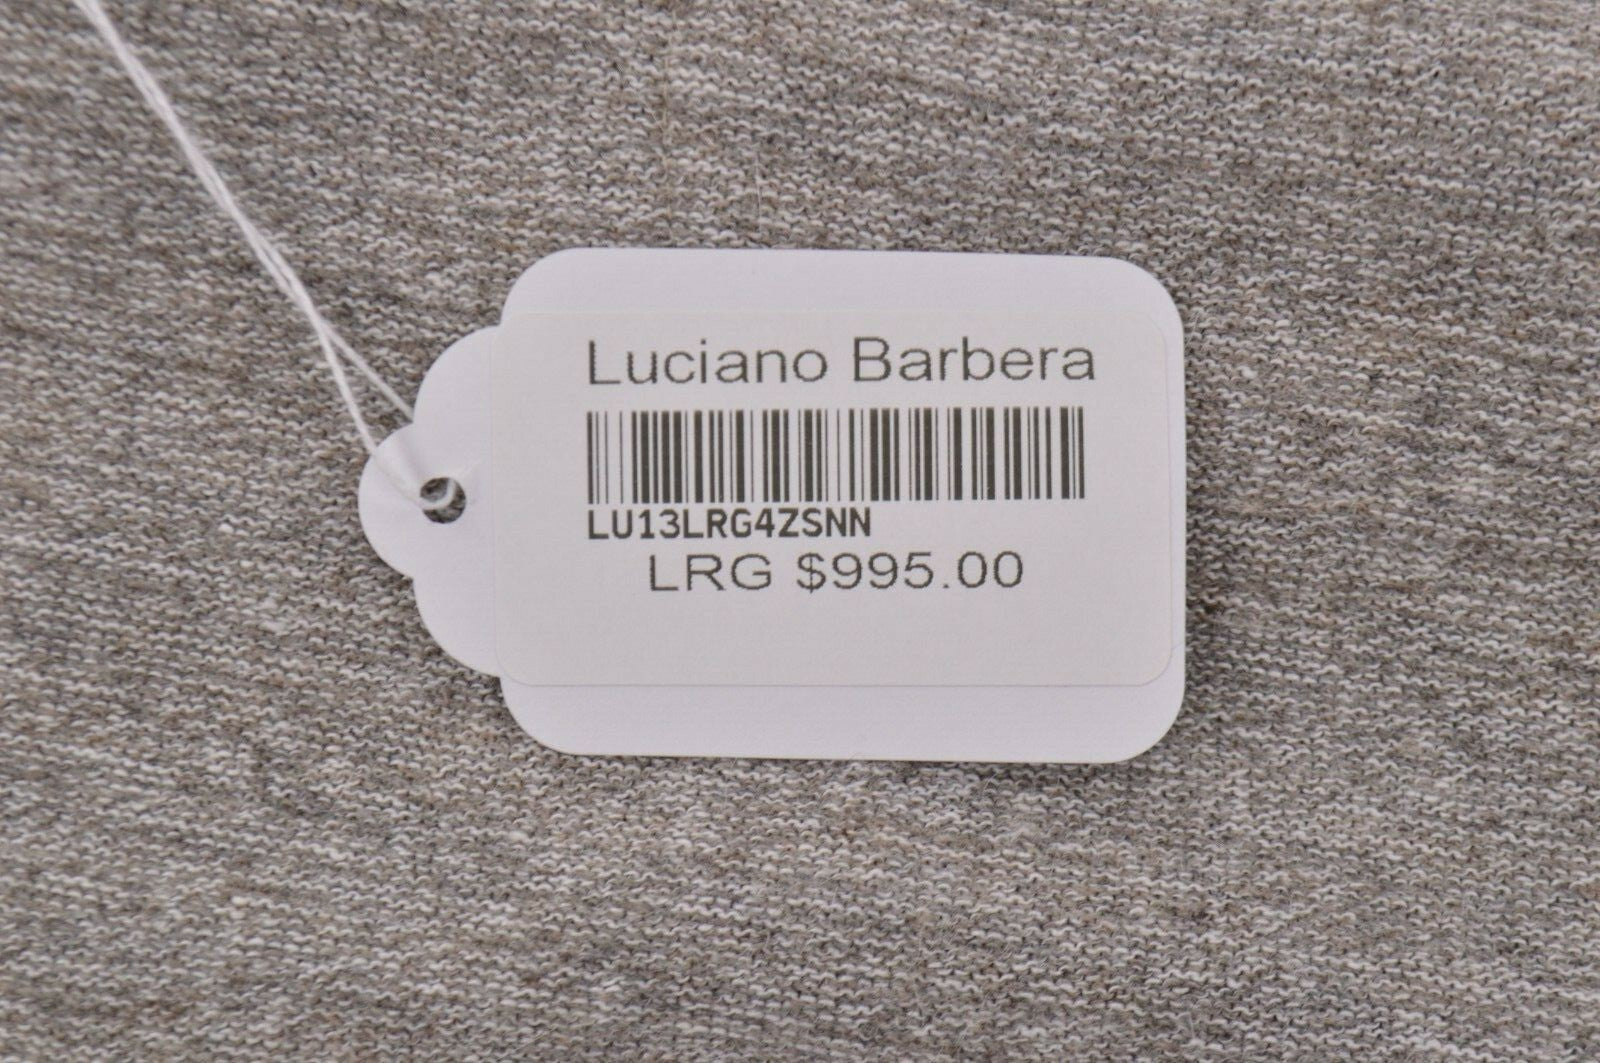 Luciano Barbera
LU13LRG4ZSNN
LRG $995.00